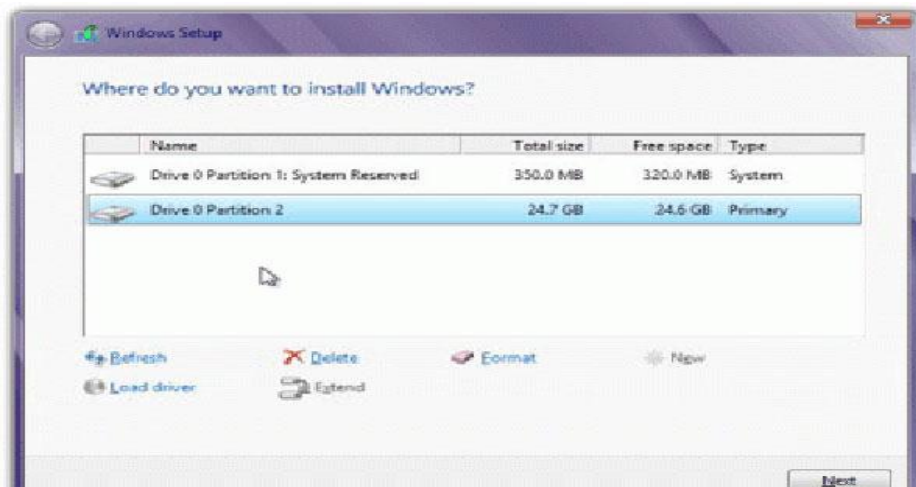 Windows Setup
Where do you want to install Windows?
Name Total size Free space Type
Drive 0 Partition 1: System Reserved 350.0 MB 320.0 MB System
Drive 0 Partition 2 24.7 GB 24.6 GB Primary
Refresh Delete Format New
Load driver Extend
Next